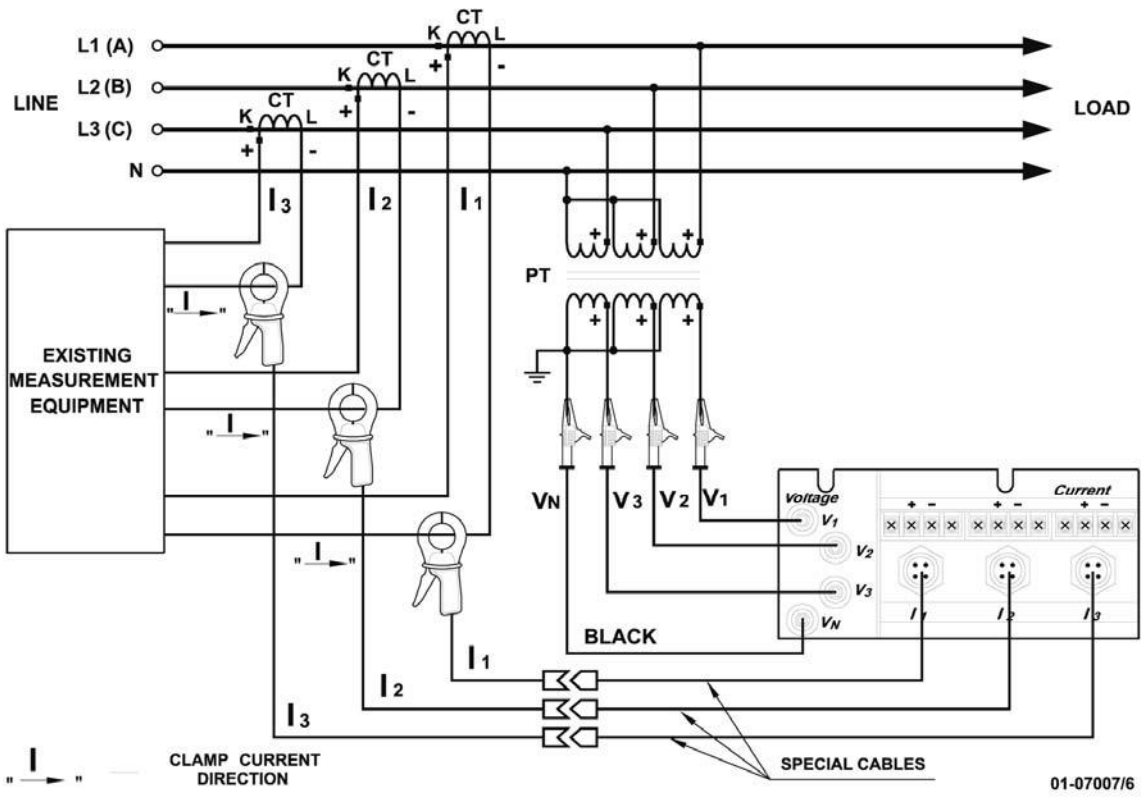 CT
K L
L1 (A)
+ -
CT
K L
L2 (B)
+ -
LINE
LOAD
CT
K L
L3 (C)
+ -
N
I3 I2 I1
+ + +
PT
+ + +
"I"
EXISTING
MEASUREMENT
EQUIPMENT
"I"
"I"
VN V3 V2 V1
Voltage
Current
+ - + - + -
V1
V2
V3
VN
I1 I2 I3
BLACK
I1
I2
I3
"I"
CLAMP CURRENT
DIRECTION
SPECIAL CABLES
01-07007/6